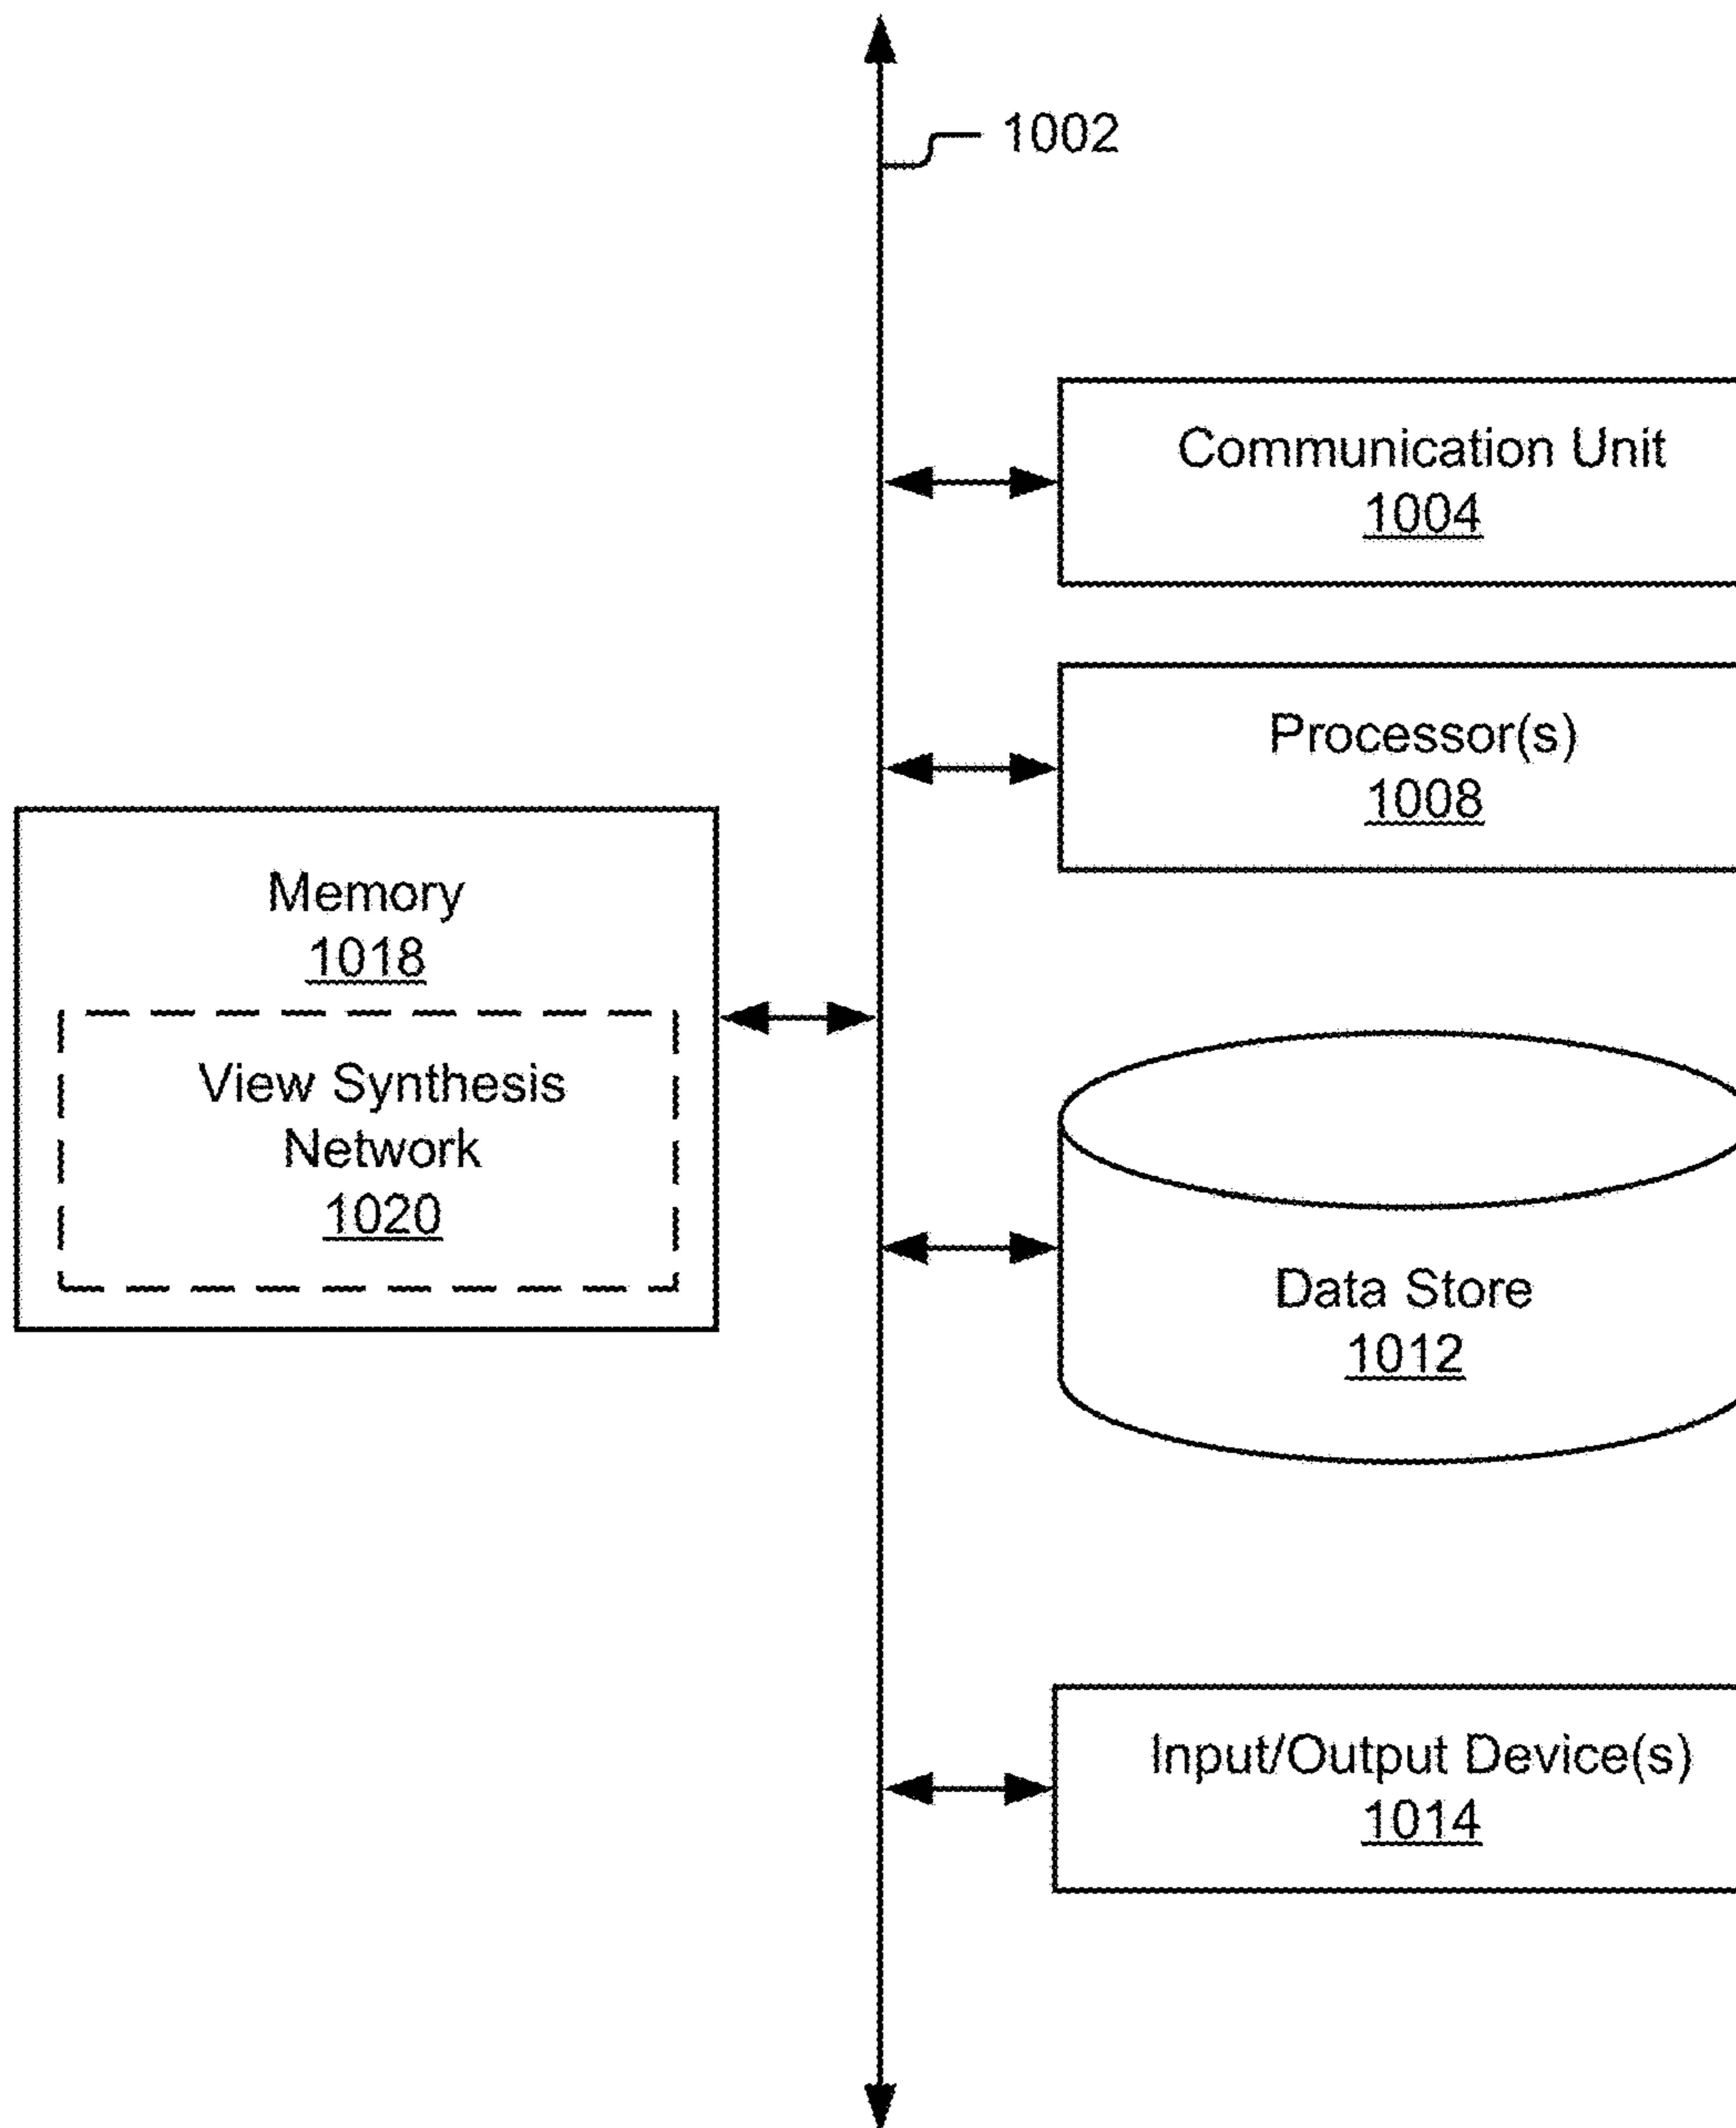 1002
Communication Unit
1004
Processor(s)
1008
Memory
1018
View Synthesis
Network
1020
Data Store
1012
Input/Output Device(s)
1014